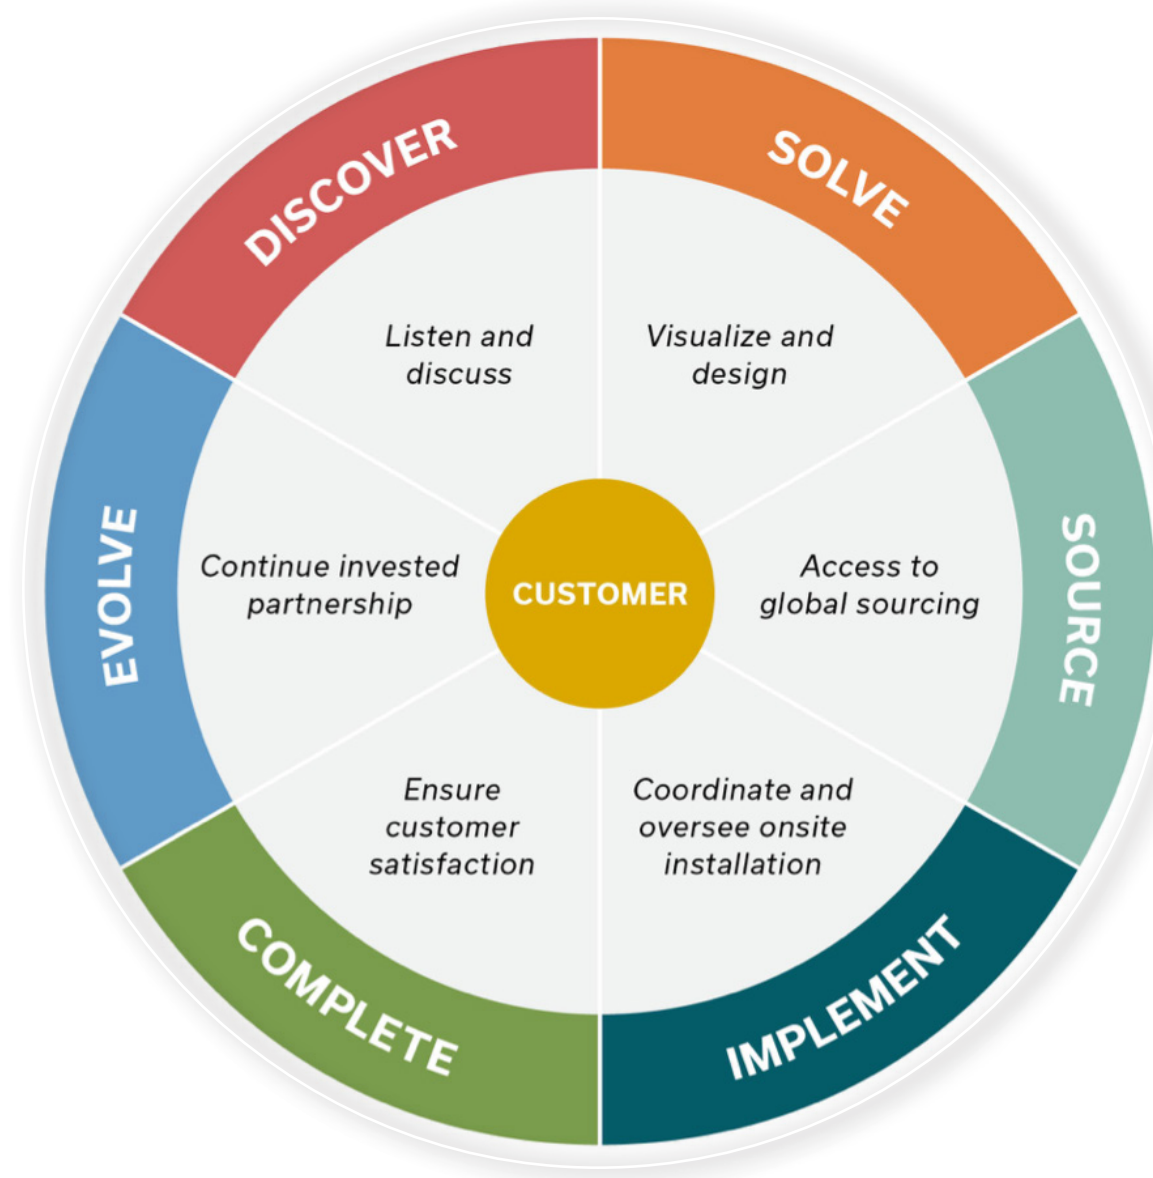 DISCOVER
Listen and
discuss
SOLVE
Visualize and
design
SOURCE
Access to
global sourcing
IMPLEMENT
Coordinate and
oversee onsite
installation
COMPLETE
Ensure
customer
satisfaction
EVOLVE
Continue invested
partnership
CUSTOMER